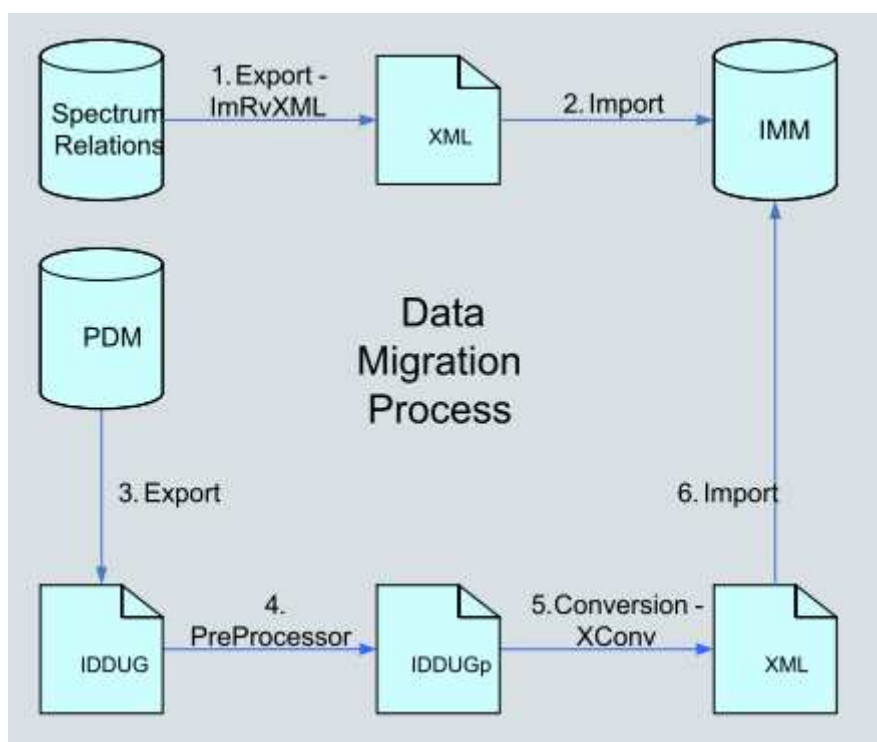 Spectrum
Relations
1. Export -
ImRvXML
XML
2. Import
IMM
PDM
Data
Migration
Process
3. Export
6. Import
IDDUG
4.
PreProcessor
IDDUGp
5.Conversion -
XConv
XML